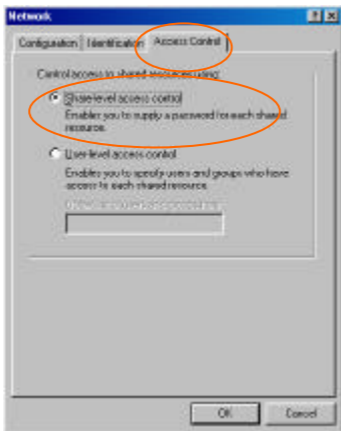 Network
Configuration Identification Access Control
Control access to shared resources using:
Share-level access control
Enables you to supply a password for each shared
resource.
User-level access control
Enables you to specify users and groups who have
access to each shared resource.
OK Cancel